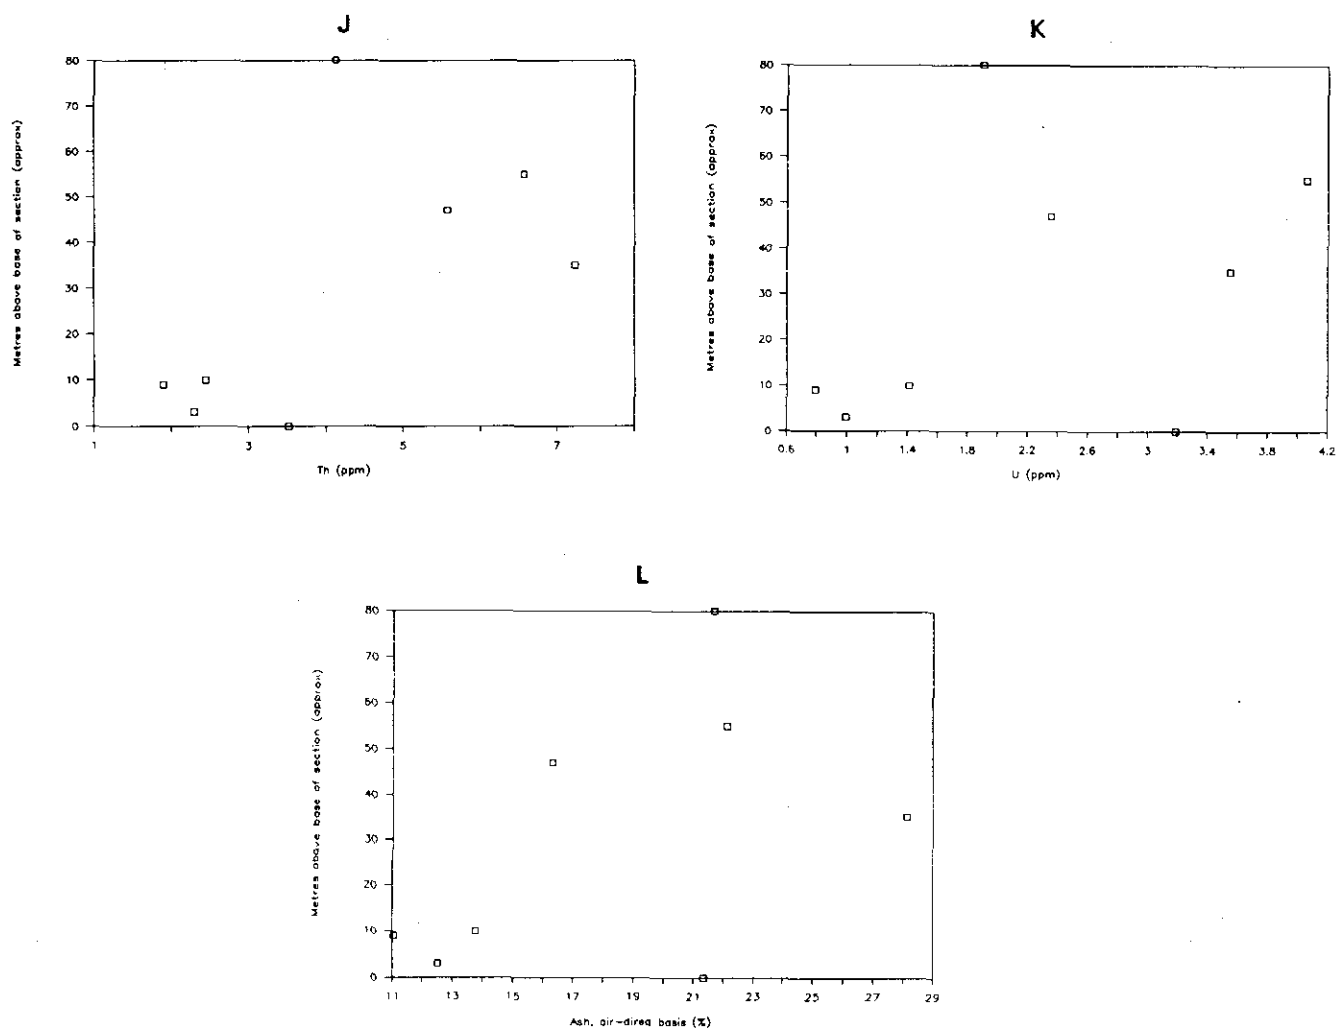 J
80
70
60
50
40
30
20
10
0
Metres above base of section (approx)
1 3 5 7
Th (ppm)
K
80
70
60
50
40
30
20
10
0
Metres above base of section (approx)
0.6 1 1.4 1.8 2.2 2.6 3 3.4 3.8 4.2
U (ppm)
L
80
70
60
50
40
30
20
10
0
Metres above base of section (approx)
11 13 15 17 19 21 23 25 27 29
Ash, air-dired basis (%)